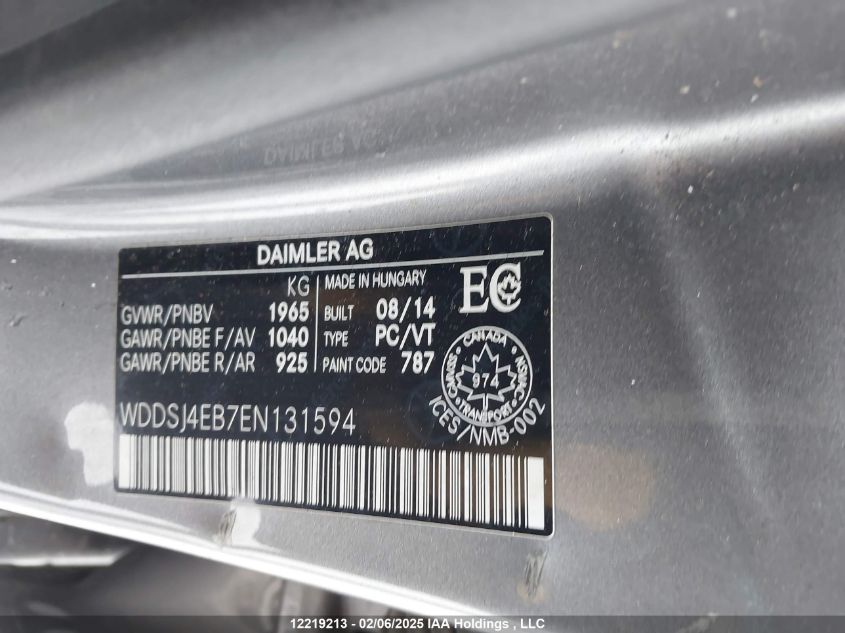 DAIMLER AG
KG
GVWR/PNBV 1965
GAWR/PNBE F/AV 1040
GAWR/PNBE R/AR 925
MADE IN HUNGARY
BUILT 08/14
TYPE PC/VT
PAINT CODE 787
EC
CANADA
974
TRANSPORT
ICES/NMB-002
WDDSJ4EB7EN131594
12219213 - 02/06/2025 IAA Holdings , LLC